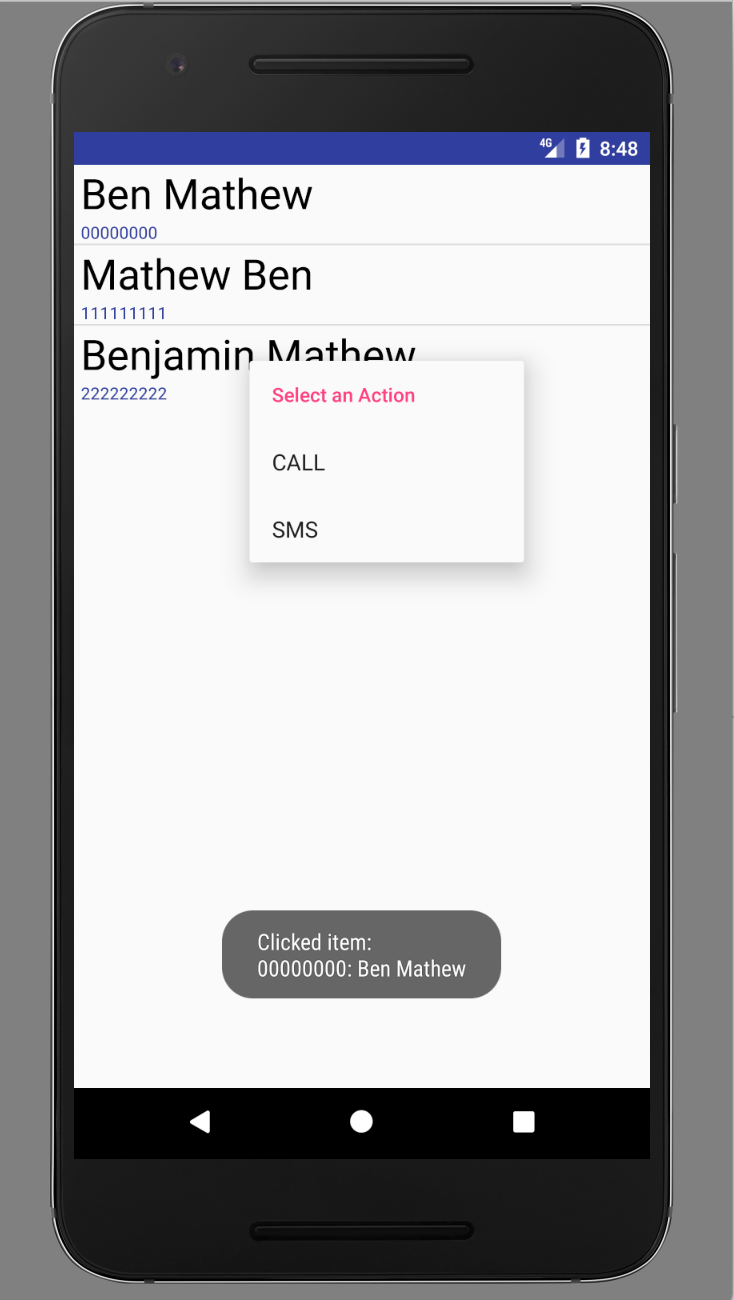 4G 8:48
Ben Mathew
00000000
Mathew Ben
111111111
Benjamin Mathew
222222222
Select an Action
CALL
SMS
Clicked item:
00000000: Ben Mathew